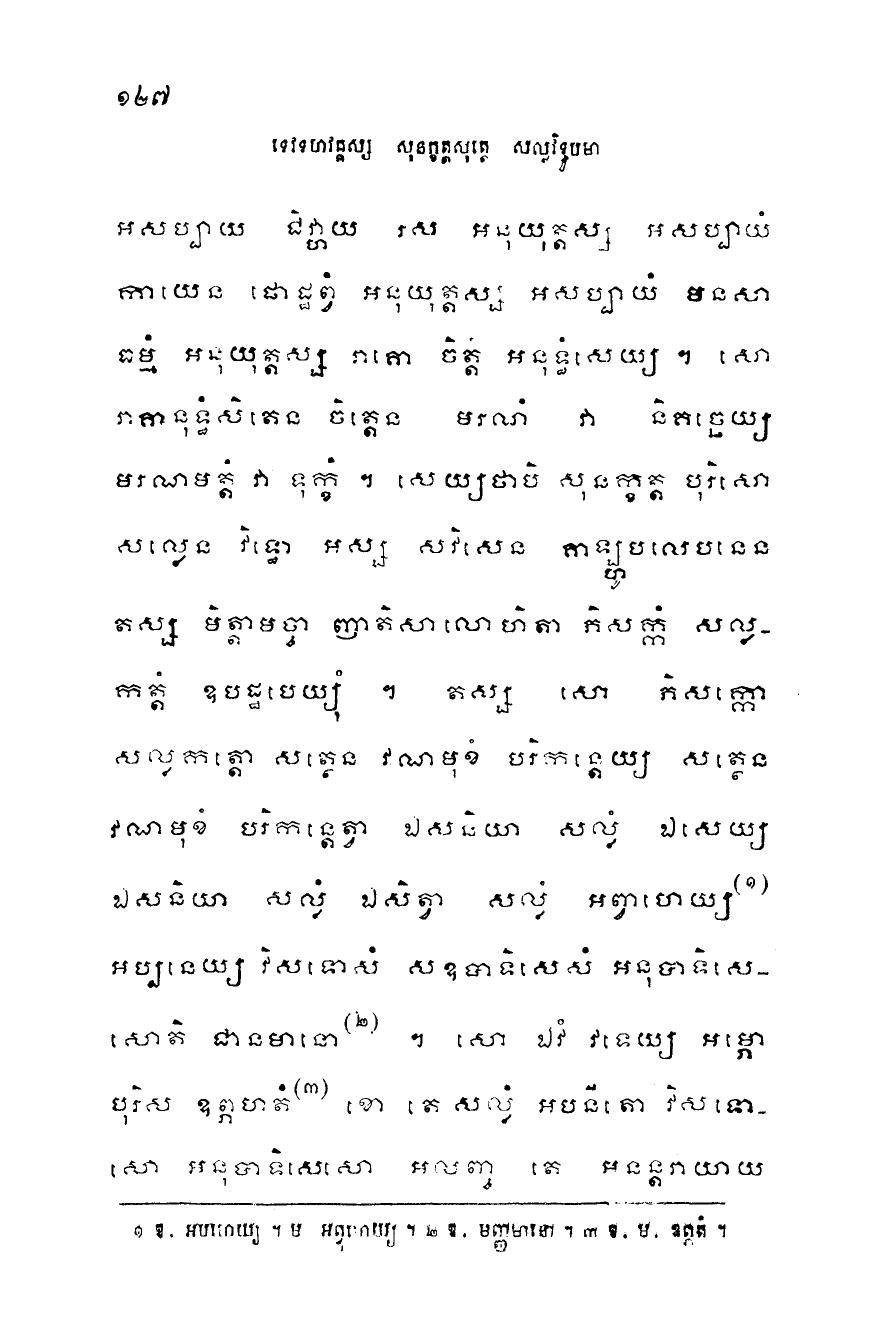 ១២៧
ទេវទហវគ្គស្ស សុនក្ខត្តសុត្តេ សល្លវិទ្ធូបមា
អសប្បាយ ជិវ្ហាយ រសំ អនុយុត្តស្ស អសប្បាយំ
កាយេន ផោដ្ឋព្វំ អនុយុត្តស្ស អសប្បាយំ មនសា
ធម្មំ អនុយុត្តស្ស រាគោ ចិត្តំ អនុទ្ធំសេយ្យ ។ សោ
រាគានុទ្ធំសិតេន ចិត្តេន មរណំ វា និគច្ឆេយ្យ
មរណមត្តំ វា ទុក្ខំ ។ សេយ្យថាបិ សុនក្ខត្ត បុរិសោ
សល្លេន វិទ្ធោ អស្ស សវិសេន គាឡ្ហូបលេបនេន
តស្ស មិត្តាមច្ចា ញាតិសាលោហិតា ភិសក្កំ សល្ល-
កត្តំ ឧបដ្ឋបេយ្យុំ ។ តស្ស សោ ភិសក្កោ
សល្លកត្តោ សត្ថេន វណមុខំ បរិកន្តេយ្យ សត្ថេន
វណមុខំ បរិកន្តេត្វា ឯសនិយា សល្លំ ឯសេយ្យ
ឯសនិយា សល្លំ ឯសិត្វា សល្លំ អព្វាហេយ្យ(១)
អប្បនេយ្យ វិសទោសំ សឧបាទិសេសំ អនុបាទិសេ-
សោតិ ជានមានោ(២) ។ សោ ឯវំ វទេយ្យ អម្ភោ
បុរិស ឧព្ភហតំ(៣) ខោ តេ សល្លំ អបនីតោ វិសទោ-
សោ អនុបាទិសេសោ អលញ្ច តេ អនន្តរាយាយ
១ ឱ. អហរេយ្យ ។ ម អព្វុហេយ្យ ។ ២ ឱ. មញ្ញមានោ ។ ៣ ឱ. ម. ឧព្ភតំ ។